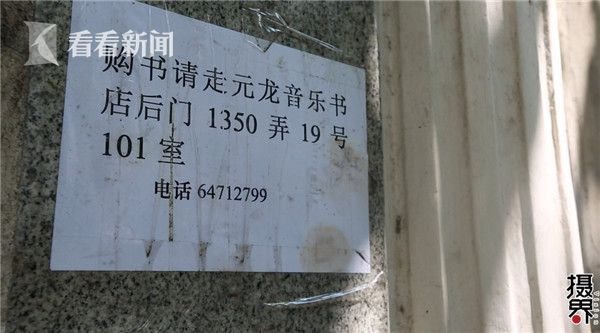 看看新闻
购书请走元龙音乐书
店后门 1350 弄 19 号
101 室
电话 64712799
摄界